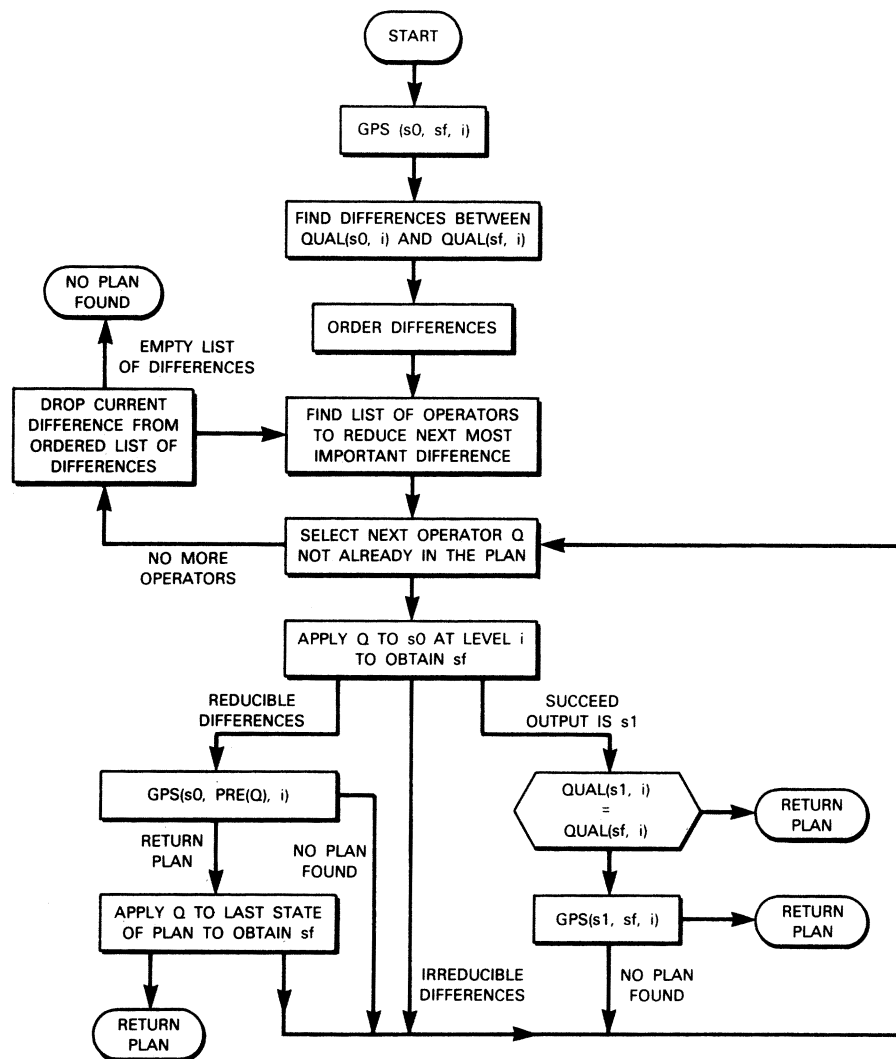 START
GPS (s0, sf, i)
FIND DIFFERENCES BETWEEN
QUAL(s0, i) AND QUAL(sf, i)
NO PLAN
FOUND
ORDER DIFFERENCES
EMPTY LIST
OF DIFFERENCES
DROP CURRENT
DIFFERENCE FROM
ORDERED LIST OF
DIFFERENCES
FIND LIST OF OPERATORS
TO REDUCE NEXT MOST
IMPORTANT DIFFERENCE
SELECT NEXT OPERATOR Q
NOT ALREADY IN THE PLAN
NO MORE
OPERATORS
APPLY Q TO s0 AT LEVEL i
TO OBTAIN sf
REDUCIBLE
DIFFERENCES
SUCCEED
OUTPUT IS s1
GPS(s0, PRE(Q), i)
QUAL(s1, i)
=
QUAL(sf, i)
RETURN
PLAN
RETURN
PLAN
NO PLAN
FOUND
APPLY Q TO LAST STATE
OF PLAN TO OBTAIN sf
GPS(s1, sf, i)
RETURN
PLAN
IRREDUCIBLE
DIFFERENCES
NO PLAN
FOUND
RETURN
PLAN